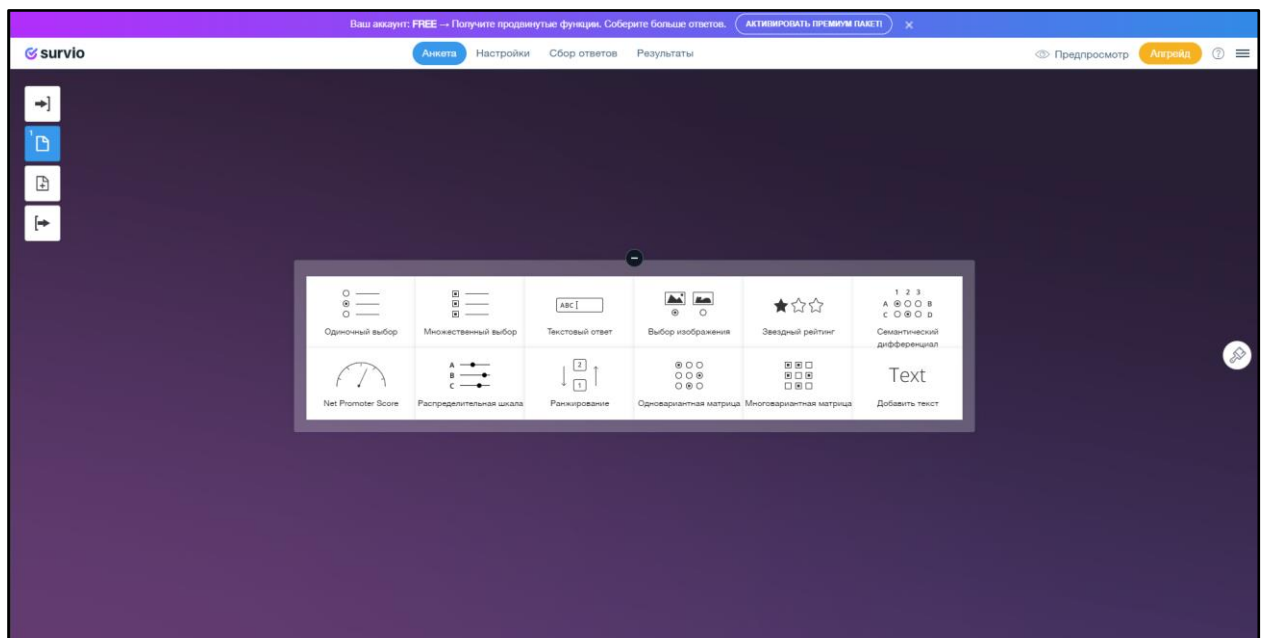 Ваш аккаунт: FREE → Получите продвинутые функции. Соберите больше ответов. АКТИВИРОВАТЬ ПРЕМИУМ ПАКЕТ!
survio Анкета Настройки Сбор ответов Результаты Предпросмотр Апгрейд ?
1
Одиночный выбор
Множественный выбор
ABC
Текстовый ответ
Выбор изображения
Звездный рейтинг
1 2 3
A B
C D
Семантический
дифференциал
Net Promoter Score
A
B
C
Распределительная шкала
2
1
Ранжирование
Одновариантная матрица
Многовариантная матрица
Text
Добавить текст